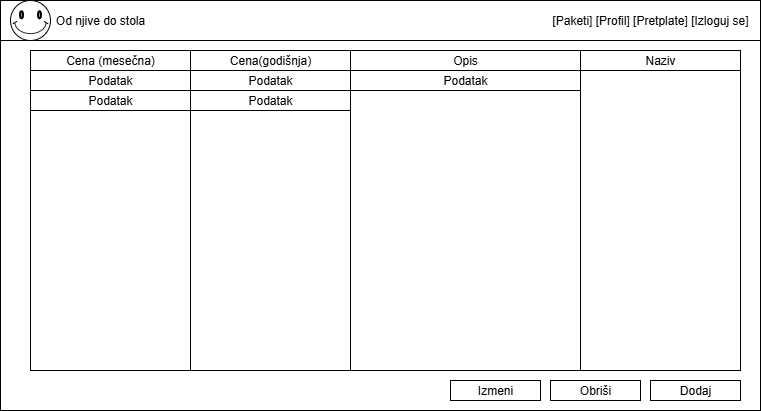 Od njive do stola [Paketi] [Profil] [Pretplate] [Izloguj se]
Cena (mesečna) Cena(godišnja) Opis Naziv
Podatak Podatak Podatak
Podatak Podatak
Izmeni Obriši Dodaj